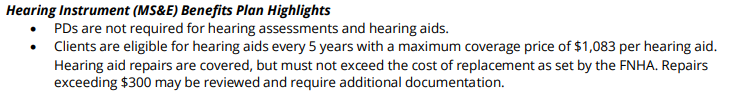 Hearing Instrument (MS&E) Benefits Plan Highlights
• PDs are not required for hearing assessments and hearing aids.
• Clients are eligible for hearing aids every 5 years with a maximum coverage price of $1,083 per hearing aid.
Hearing aid repairs are covered, but must not exceed the cost of replacement as set by the FNHA. Repairs
exceeding $300 may be reviewed and require additional documentation.